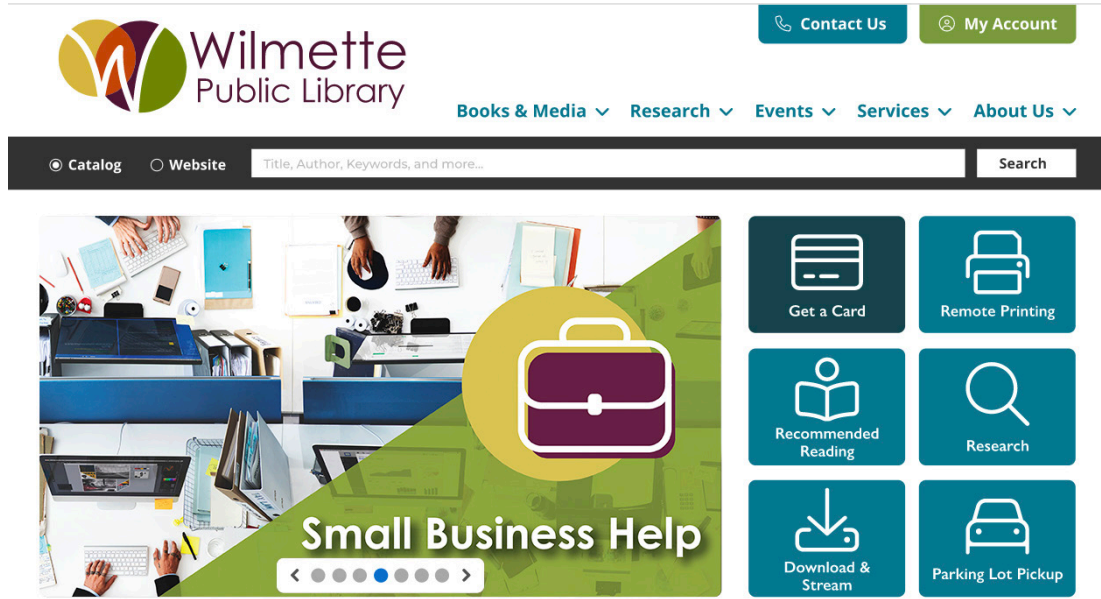 Contact Us
My Account
Wilmette
Public Library
Books & Media
Research
Events
Services
About Us
Catalog
Website
Title, Author, Keywords, and more...
Search
Get a Card
Remote Printing
Recommended
Reading
Research
Small Business Help
Download &
Stream
Parking Lot Pickup